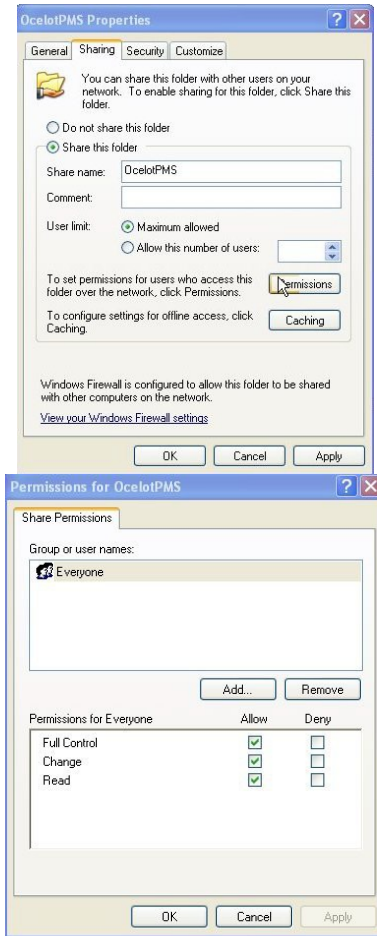 OcelotPMS Properties
General Sharing Security Customize
You can share this folder with other users on your
network. To enable sharing for this folder, click Share this
folder.
Do not share this folder
Share this folder
Share name: OcelotPMS
Comment:
User limit: Maximum allowed
Allow this number of users:
To set permissions for users who access this
folder over the network, click Permissions.
Permissions
To configure settings for offline access, click
Caching.
Caching
Windows Firewall is configured to allow this folder to be shared
with other computers on the network.
View your Windows Firewall settings
OK Cancel Apply
Permissions for OcelotPMS
Share Permissions
Group or user names:
Everyone
Add... Remove
Permissions for Everyone Allow Deny
Full Control
Change
Read
OK Cancel Apply